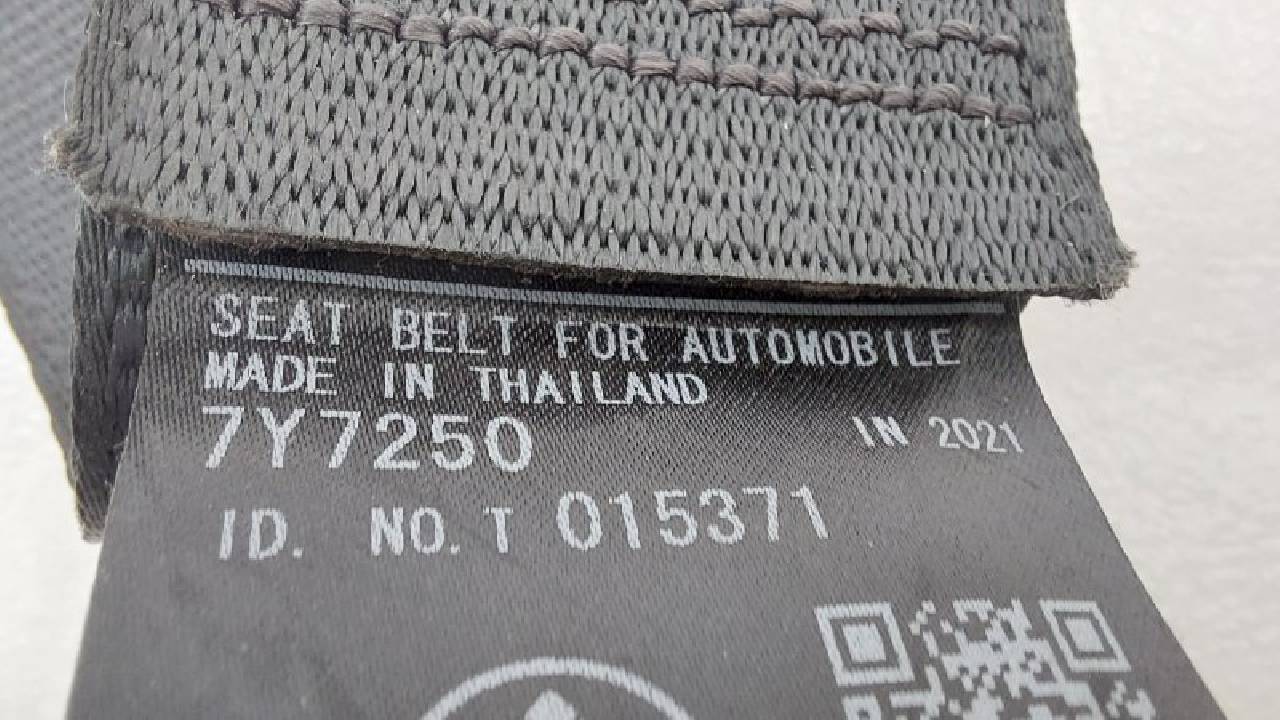 SEAT BELT FOR AUTOMOBILE
MADE IN THAILAND
7Y7250 IN 2021
ID. NO. T 015371